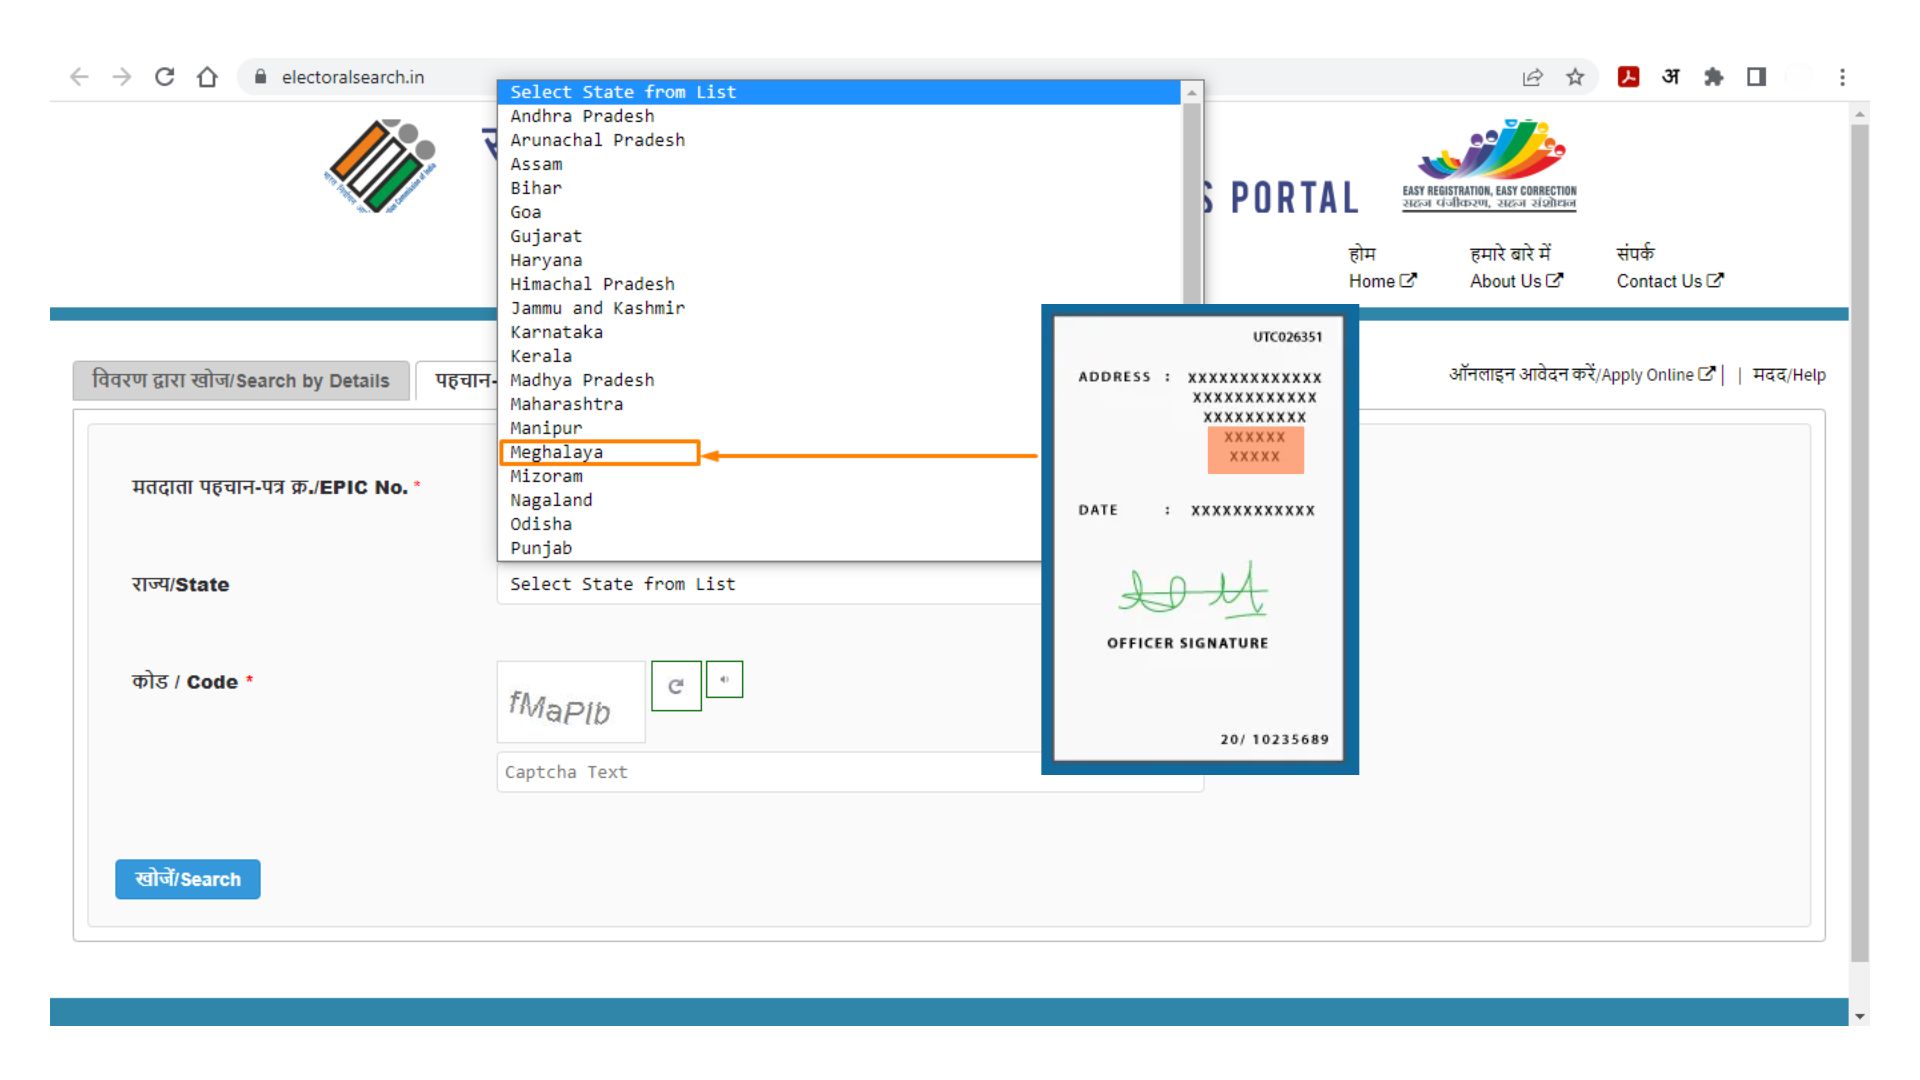 electoralsearch.in
अ
Select State from List
Andhra Pradesh
Arunachal Pradesh
Assam
Bihar
Goa
Gujarat
Haryana
Himachal Pradesh
Jammu and Kashmir
Karnataka
Kerala
Madhya Pradesh
Maharashtra
Manipur
Meghalaya
Mizoram
Nagaland
Odisha
Punjab
PORTAL
EASY REGISTRATION, EASY CORRECTION
सहज पंजीकरण, सहज संशोधन
होम
Home
हमारे बारे में
About Us
संपर्क
Contact Us
विवरण द्वारा खोज/Search by Details
पहचान-
ऑनलाइन आवेदन करें/Apply Online | | मदद/Help
मतदाता पहचान-पत्र क्र./EPIC No. *
राज्य/State
Select State from List
कोड / Code *
fMaPlb
Captcha Text
खोजें/Search
UTC026351
ADDRESS : XXXXXXXXXXXXX
XXXXXXXXXXXX
XXXXXXXXXX
XXXXXX
XXXXX
DATE : XXXXXXXXXXXX
OFFICER SIGNATURE
20/ 10235689